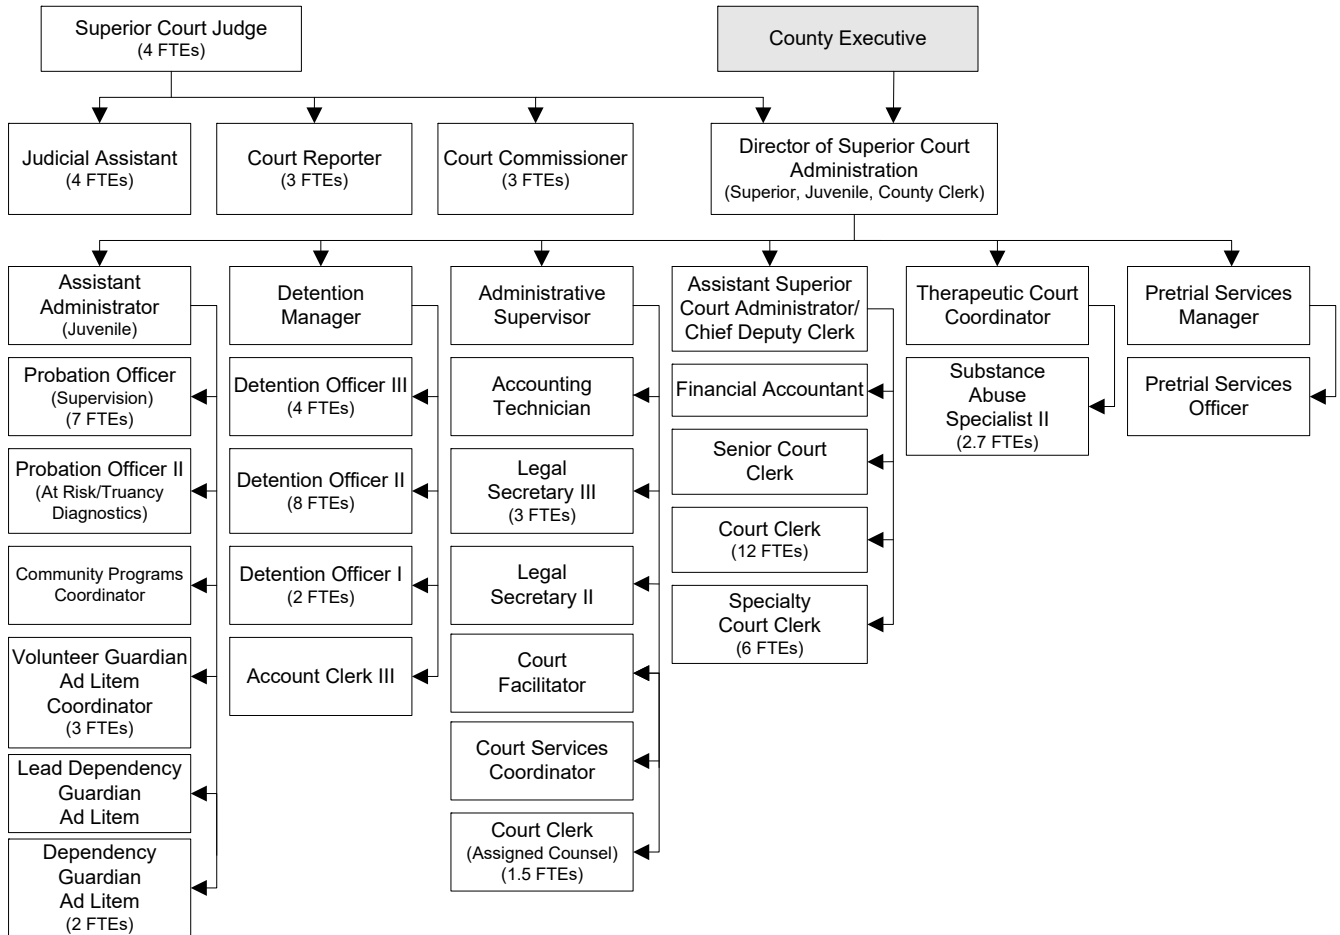 Superior Court Judge
(4 FTEs)
County Executive
Judicial Assistant
(4 FTEs)
Court Reporter
(3 FTEs)
Court Commissioner
(3 FTEs)
Director of Superior Court
Administration
(Superior, Juvenile, County Clerk)
Assistant
Administrator
(Juvenile)
Detention
Manager
Administrative
Supervisor
Assistant Superior
Court Administrator/
Chief Deputy Clerk
Therapeutic Court
Coordinator
Pretrial Services
Manager
Probation Officer
(Supervision)
7 FTEs)
Probation Officer II
(At Risk/Truancy
Diagnostics)
Community Programs
Coordinator
Volunteer Guardian
Ad Litem
Coordinator
(3 FTEs)
Lead Dependency
Guardian
Ad Litem
Dependency
Guardian
Ad Litem
(2 FTEs)
Detention Officer III
(4 FTEs)
Detention Officer II
(8 FTEs)
Detention Officer I
(2 FTEs)
Account Clerk III
Accounting
Technician
Legal
Secretary III
(3 FTEs)
Legal
Secretary II
Court
Facilitator
Court Services
Coordinator
Court Clerk
(Assigned Counsel)
(1.5 FTEs)
Financial Accountant
Senior Court
Clerk
Court Clerk
(12 FTEs)
Specialty
Court Clerk
(6 FTEs)
Substance
Abuse
Specialist II
(2.7 FTEs)
Pretrial Services
Officer